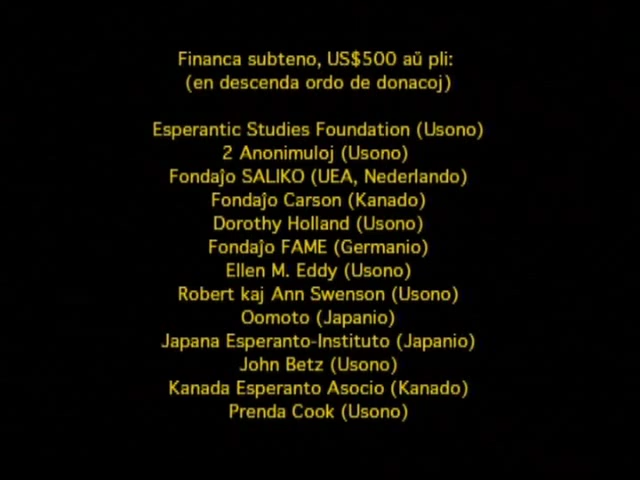 Financa subteno, US$500 aŭ pli:
(en descenda ordo de donacoj)
Esperantic Studies Foundation (Usono)
2 Anonimuloj (Usono)
Fondaĵo SALIKO (UEA, Nederlando)
Fondaĵo Carson (Kanado)
Dorothy Holland (Usono)
Fondaĵo FAME (Germanio)
Ellen M. Eddy (Usono)
Robert kaj Ann Swenson (Usono)
Oomoto (Japanio)
Japana Esperanto-Instituto (Japanio)
John Betz (Usono)
Kanada Esperanto Asocio (Kanado)
Prenda Cook (Usono)